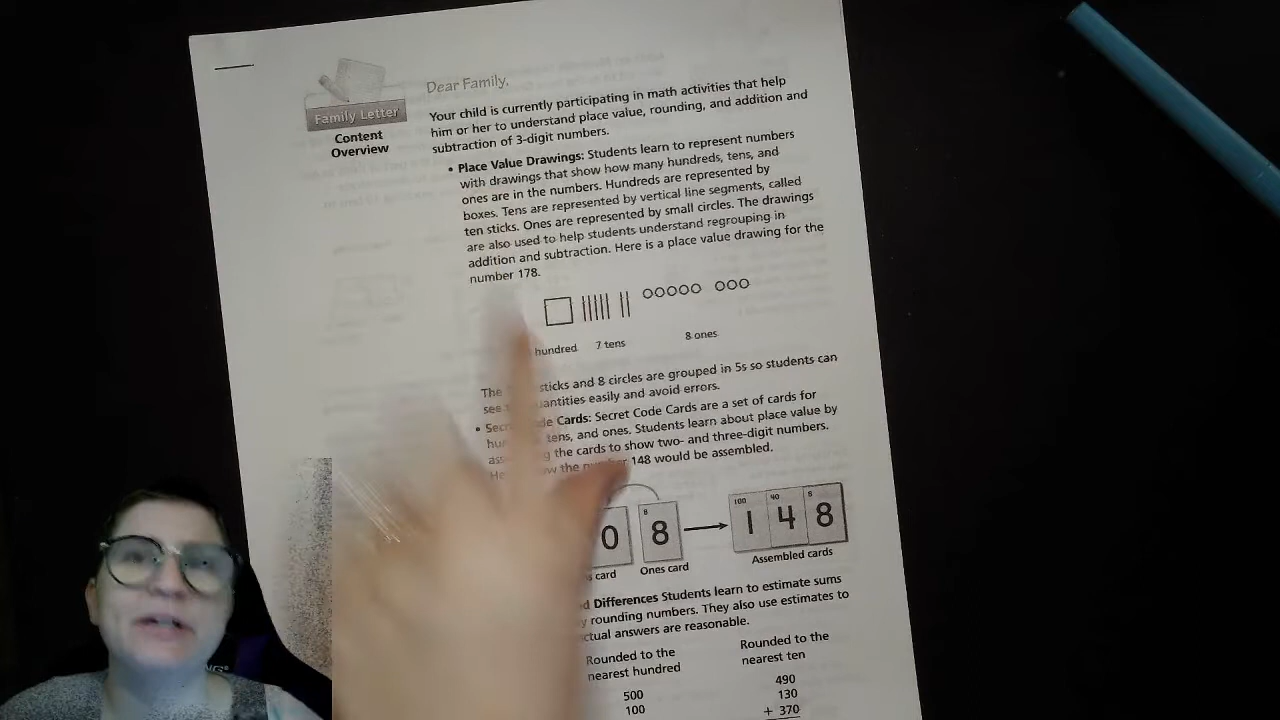 Dear Family,
Family Letter
Content
Overview
Your child is currently participating in math activities that help
him or her to understand place value, rounding, and addition and
subtraction of 3-digit numbers.
• Place Value Drawings: Students learn to represent numbers
with drawings that show how many hundreds, tens, and
ones are in the numbers. Hundreds are represented by
boxes. Tens are represented by vertical line segments, called
ten sticks. Ones are represented by small circles. The drawings
are also used to help students understand regrouping in
addition and subtraction. Here is a place value drawing for the
number 178.
hundred 7 tens 8 ones
The sticks and 8 circles are grouped in 5s so students can
see easily and avoid errors.
• Cards: Secret Code Cards are a set of cards for
tens, and ones. Students learn about place value by
the cards to show two- and three-digit numbers.
the 148 would be assembled.
0 8 8 100 1 40 4 8 8
card Ones card Assembled cards
Differences Students learn to estimate sums
rounding numbers. They also use estimates to
answers are reasonable.
Rounded to the
nearest hundred
500
100
Rounded to the
nearest ten
490
130
+ 370